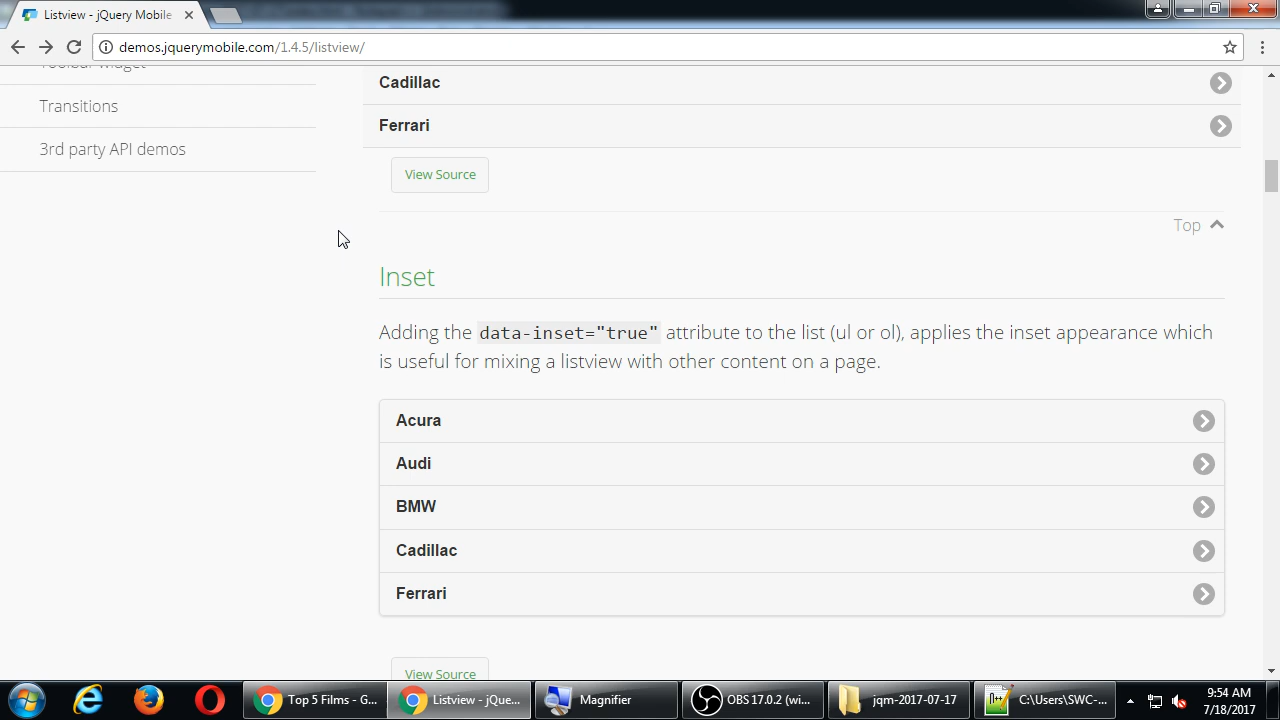 Listview - jQuery Mobile
demos.jquerymobile.com/1.4.5/listview/
Toolbar widget
Transitions
3rd party API demos
Cadillac
Ferrari
View Source
Top
Inset
Adding the data-inset="true" attribute to the list (ul or ol), applies the inset appearance which
is useful for mixing a listview with other content on a page.
Acura
Audi
BMW
Cadillac
Ferrari
View Source
Top 5 Films - G...
Listview - jQue...
Magnifier
OBS 17.0.2 (wi...
jqm-2017-07-17
C:\Users\SWC-...
9:54 AM
7/18/2017